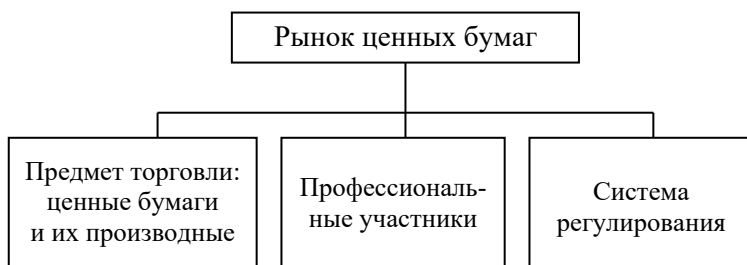 Рынок ценных бумаг
Предмет торговли:
ценные бумаги
и их производные
Профессиональ-
ные участники
Система
регулирования